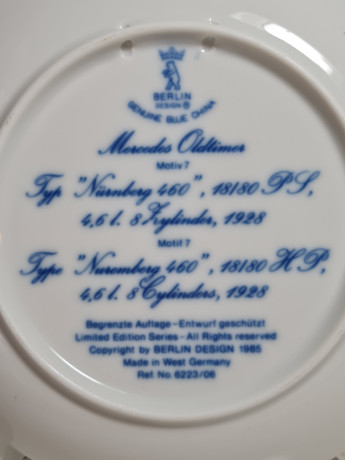 BERLIN
DESIGN ®
GENUINE BLUE CHINA
Mercedes Oldtimer
Motiv 7
Typ "Nürnberg 460", 18/80 PS,
4,6 l. 8 Zylinder, 1928
Motif 7
Type "Nuremberg 460", 18/80 HP,
4,6 l. 8 Cylinders, 1928
Begrenzte Auflage – Entwurf geschützt
Limited Edition Series – All Rights reserved
Copyright by BERLIN DESIGN 1985
Made in West Germany
Ref. No. 6223/06